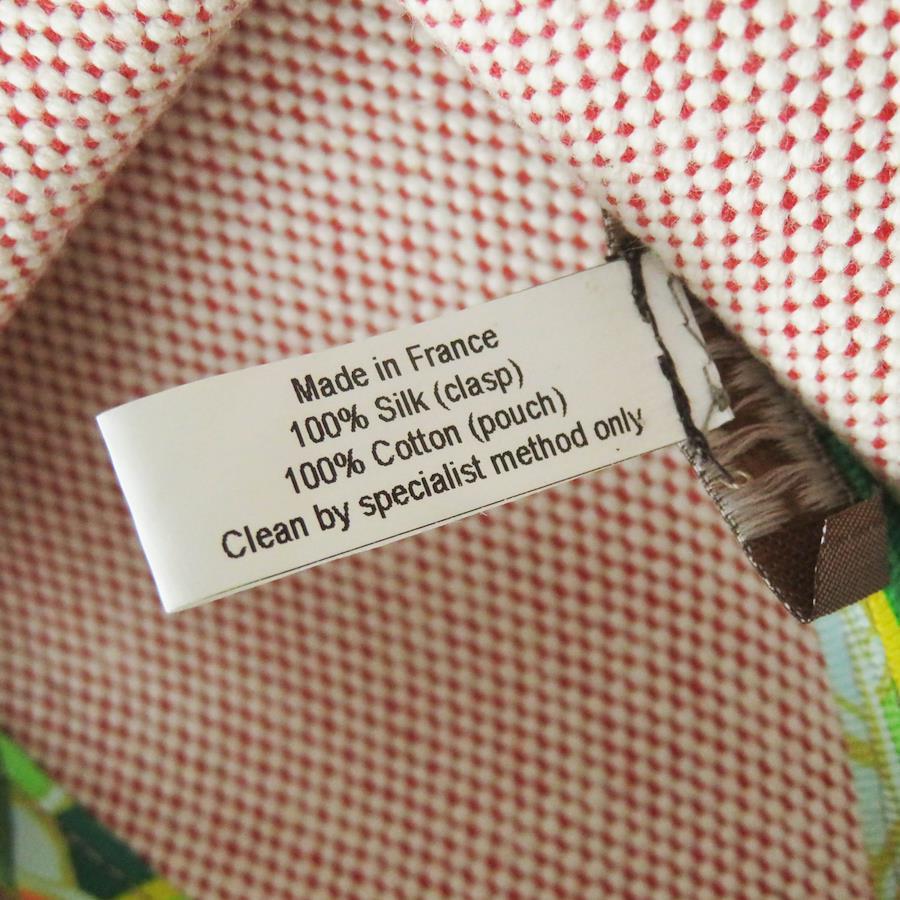 Made in France
100% Silk (clasp)
100% Cotton (pouch)
Clean by specialist method only